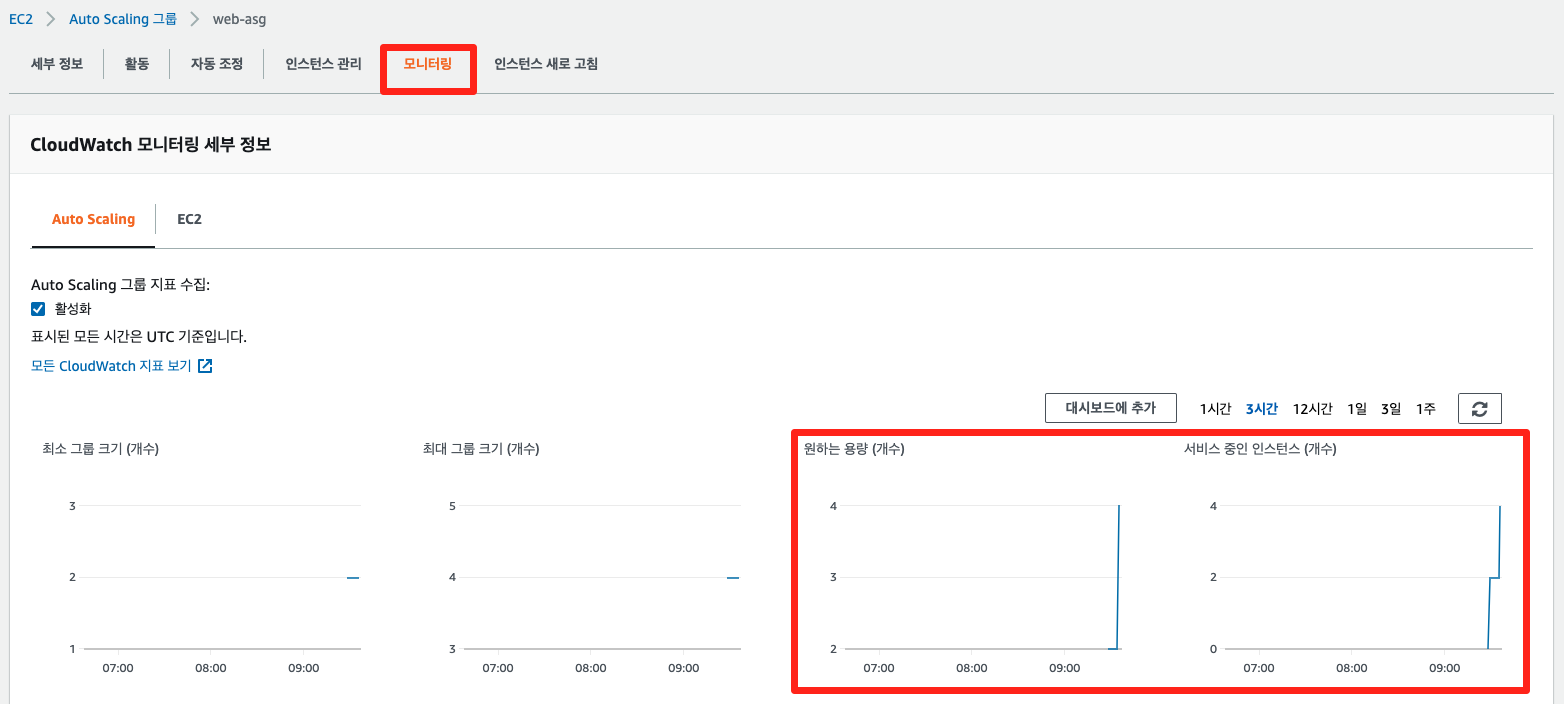 EC2 > Auto Scaling 그룹 > web-asg
세부 정보 활동 자동 조정 인스턴스 관리 모니터링 인스턴스 새로 고침
CloudWatch 모니터링 세부 정보
Auto Scaling EC2
Auto Scaling 그룹 지표 수집:
활성화
표시된 모든 시간은 UTC 기준입니다.
모든 CloudWatch 지표 보기
대시보드에 추가 1시간 3시간 12시간 1일 3일 1주
최소 그룹 크기 (개수)
3
2
1
07:00 08:00 09:00
최대 그룹 크기 (개수)
5
4
3
07:00 08:00 09:00
원하는 용량 (개수)
4
3
2
07:00 08:00 09:00
서비스 중인 인스턴스 (개수)
4
2
0
07:00 08:00 09:00